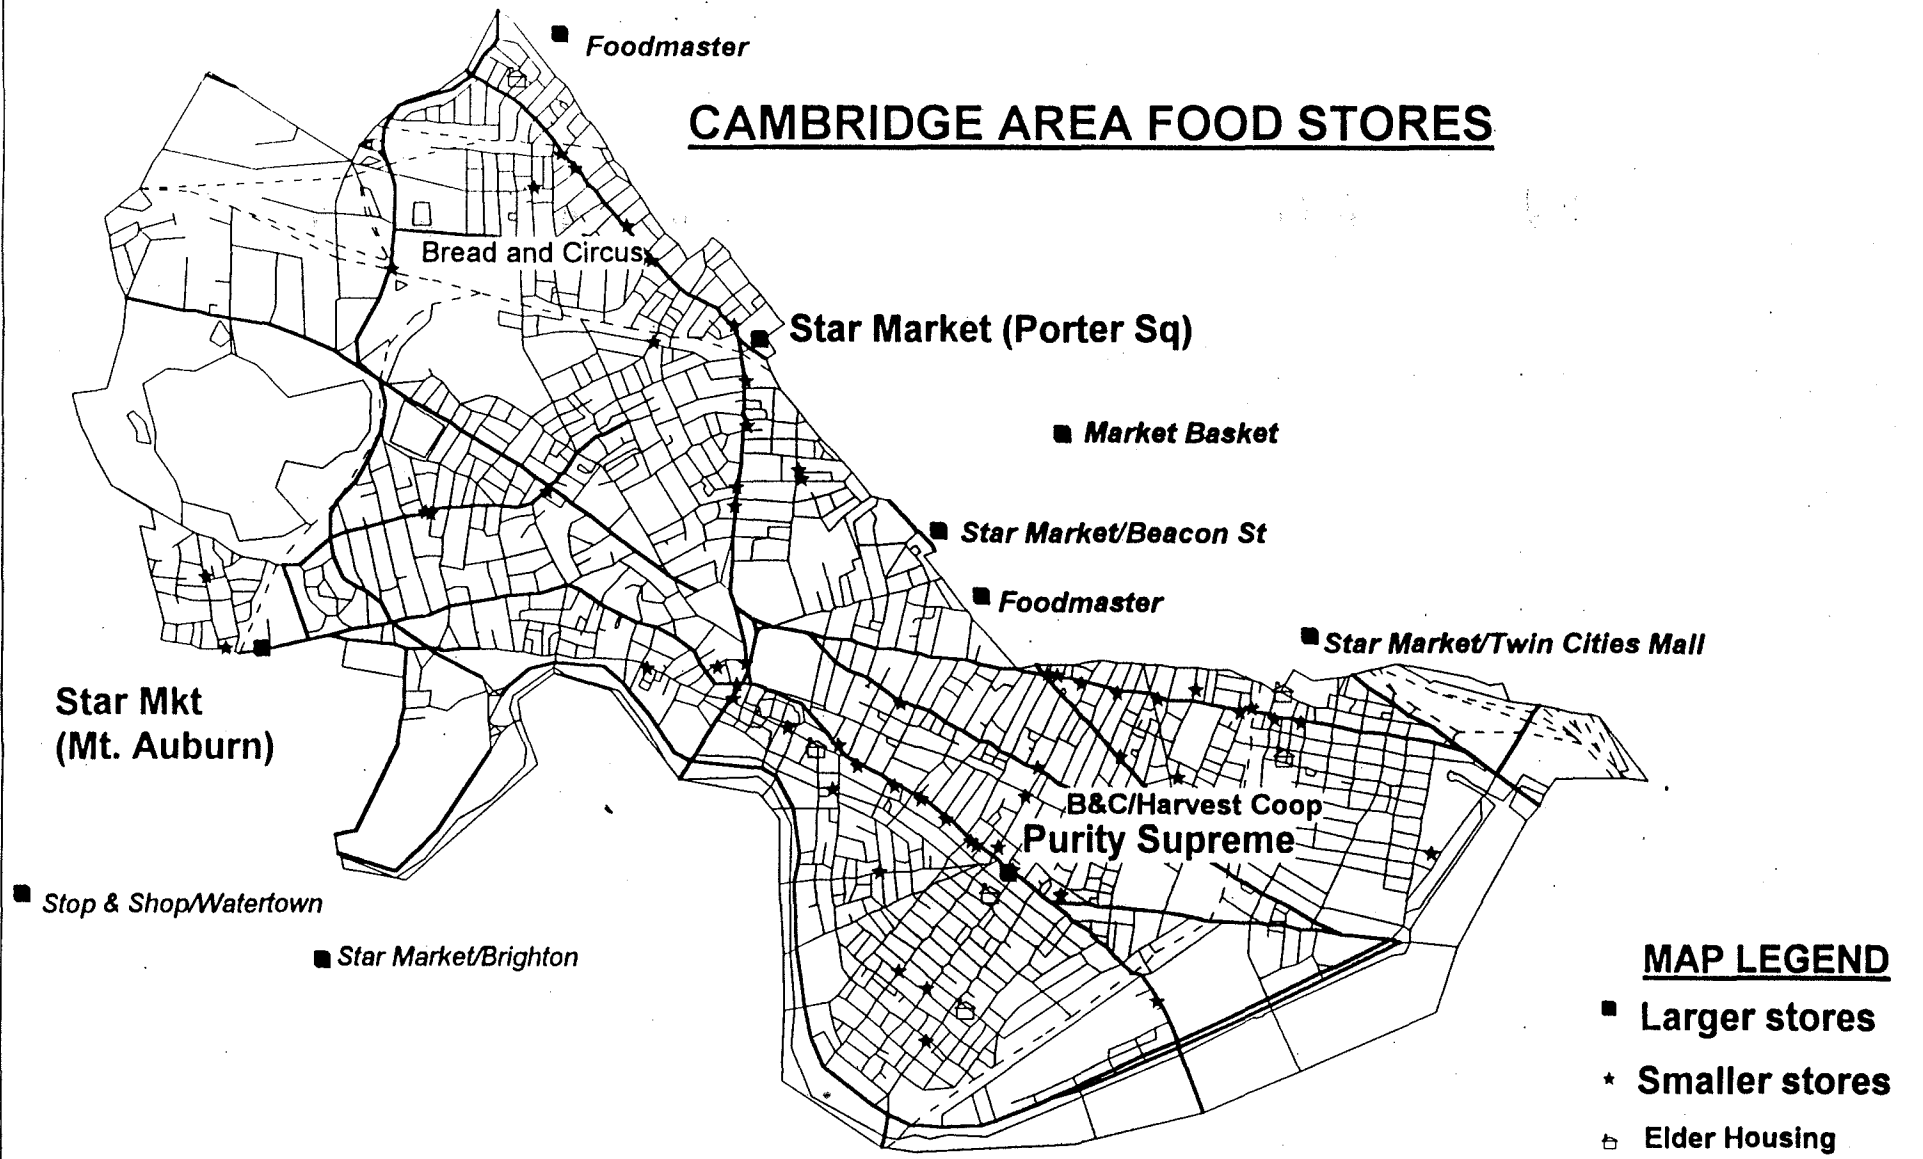 Foodmaster
CAMBRIDGE AREA FOOD STORES
Bread and Circus
Star Market (Porter Sq)
Market Basket
Star Market/Beacon St
Foodmaster
Star Market/Twin Cities Mall
Star Mkt
(Mt. Auburn)
B&C/Harvest Coop
Purity Supreme
Stop & Shop/Watertown
Star Market/Brighton
MAP LEGEND
Larger stores
Smaller stores
Elder Housing